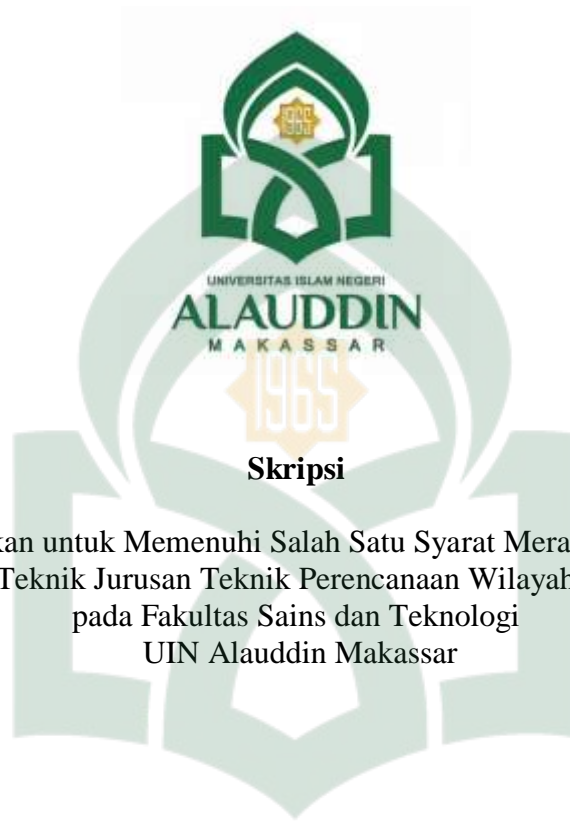 1965
UNIVERSITAS ISLAM NEGERI
ALAUDDIN
MAKASSAR
1965
Skripsi
kan untuk Memenuhi Salah Satu Syarat Mera
Teknik Jurusan Teknik Perencanaan Wilayah
pada Fakultas Sains dan Teknologi
UIN Alauddin Makassar